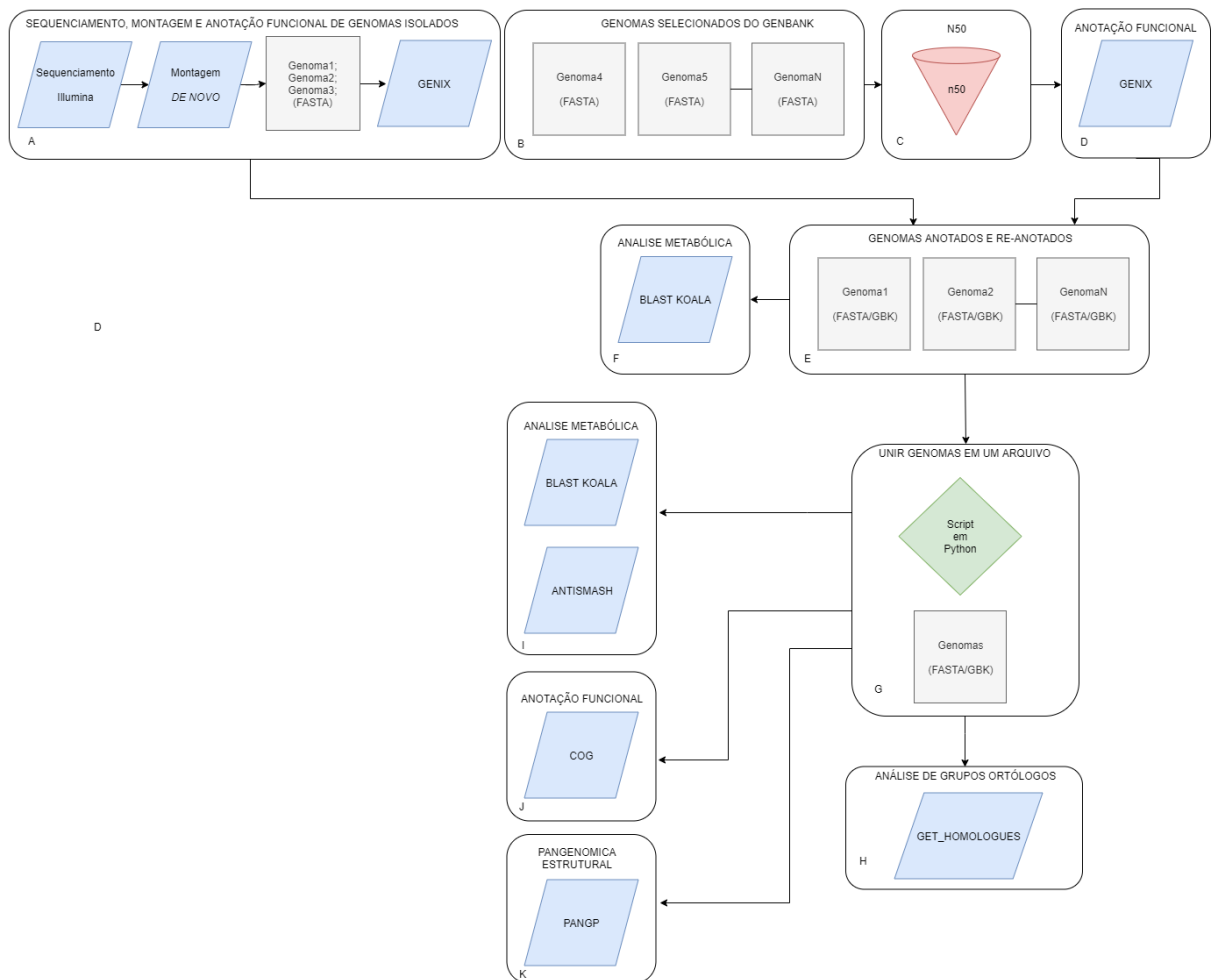 SEQUENCIAMENTO, MONTAGEM E ANOTAÇÃO FUNCIONAL DE GENOMAS ISOLADOS
Sequenciamento
Illumina
Montagem
DE NOVO
Genoma1;
Genoma2;
Genoma3;
(FASTA)
GENIX
A
GENOMAS SELECIONADOS DO GENBANK
Genoma4
(FASTA)
Genoma5
(FASTA)
GenomaN
(FASTA)
B
N50
n50
C
ANOTAÇÃO FUNCIONAL
GENIX
D
ANALISE METABÓLICA
BLAST KOALA
F
GENOMAS ANOTADOS E RE-ANOTADOS
Genoma1
(FASTA/GBK)
Genoma2
(FASTA/GBK)
GenomaN
(FASTA/GBK)
E
D
ANALISE METABÓLICA
BLAST KOALA
ANTISMASH
I
UNIR GENOMAS EM UM ARQUIVO
Script
em
Python
Genomas
(FASTA/GBK)
G
ANOTAÇÃO FUNCIONAL
COG
J
ANÁLISE DE GRUPOS ORTÓLOGOS
GET_HOMOLOGUES
H
PANGENOMICA
ESTRUTURAL
PANGP
K